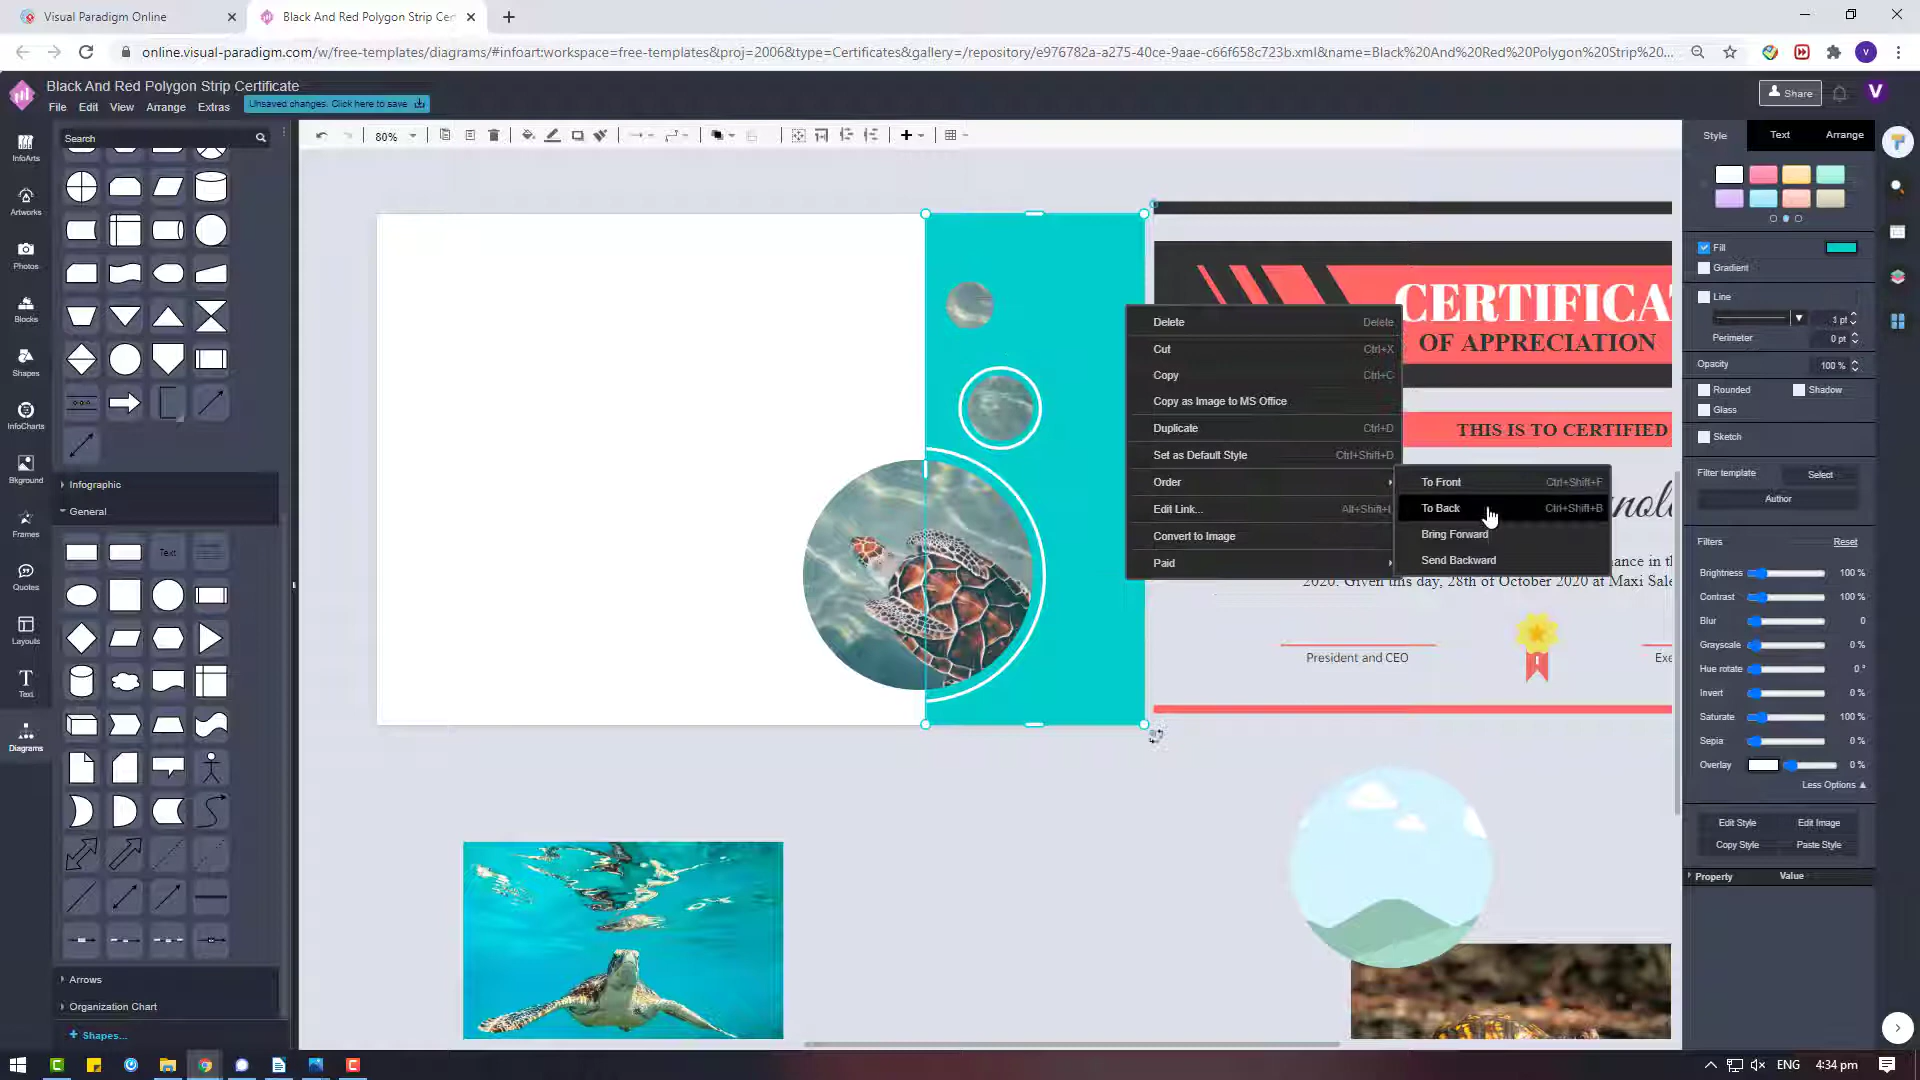 Visual Paradigm Online
Black And Red Polygon Strip Cer
online.visual-paradigm.com/w/free-templates/diagrams/#infoart:workspace=free-templates&proj=2006&type=Certificates&gallery=/repository/e976782a-a275-40ce-9aae-c66f658c723b.xml&name=Black%20And%20Red%20Polygon%20Strip%20...
V
Black And Red Polygon Strip Certificate
File Edit View Arrange Extras
Unsaved changes. Click here to save
Share
V
Search
80%
Style Text Arrange
InfoArts
Artworks
Photos
Blocks
Shapes
InfoCharts
Bkground
Frames
Quotes
Layouts
Text
Diagrams
Infographic
General
Text
Arrows
Organization Chart
+ Shapes...
CERTIFICA
OF APPRECIATION
THIS IS TO CERTIFIED
nol
mance in th
2020. Given this day, 28th of October 2020 at Maxi Sale
President and CEO
Exe
Delete Delete
Cut Ctrl+X
Copy Ctrl+C
Copy as Image to MS Office
Duplicate Ctrl+D
Set as Default Style Ctrl+Shift+D
Order
Edit Link... Alt+Shift+L
Convert to Image
Paid
To Front Ctrl+Shift+F
To Back Ctrl+Shift+B
Bring Forward
Send Backward
Fill
Gradient
Line
1 pt
Perimeter 0 pt
Opacity 100 %
Rounded Shadow
Glass
Sketch
Filter template Select
Author
Filters Reset
Brightness 100 %
Contrast 100 %
Blur 0
Grayscale 0 %
Hue rotate 0 °
Invert 0 %
Saturate 100 %
Sepia 0 %
Overlay 0 %
Less Options
Edit Style Edit Image
Copy Style Paste Style
Property Value
ENG 4:34 pm